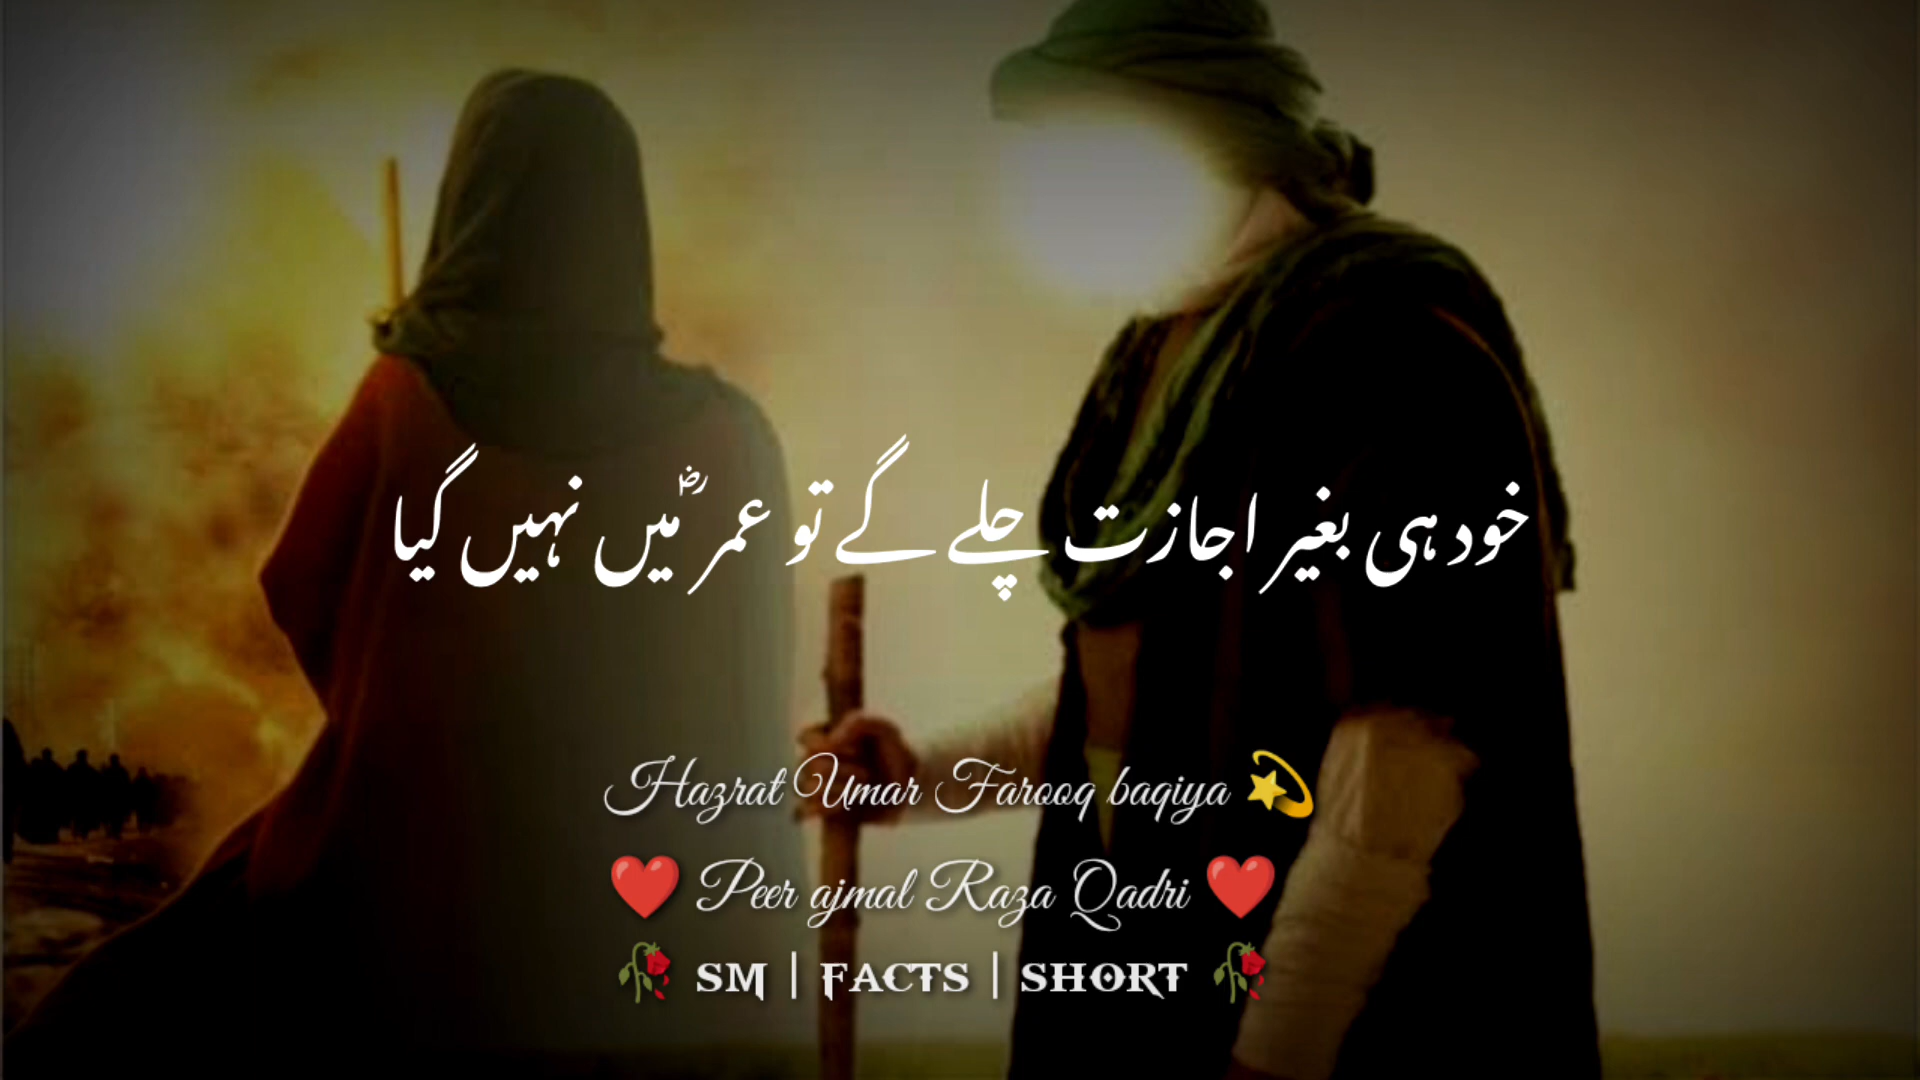 خود ہی بغیر اجازت چلے گے تو عمرؓ میں نہیں گیا
Hazrat Umar Farooq baqiya 💫
❤️ Peer ajmal Raza Qadri ❤️
🥀 SM | FACTS | SHORT 🥀